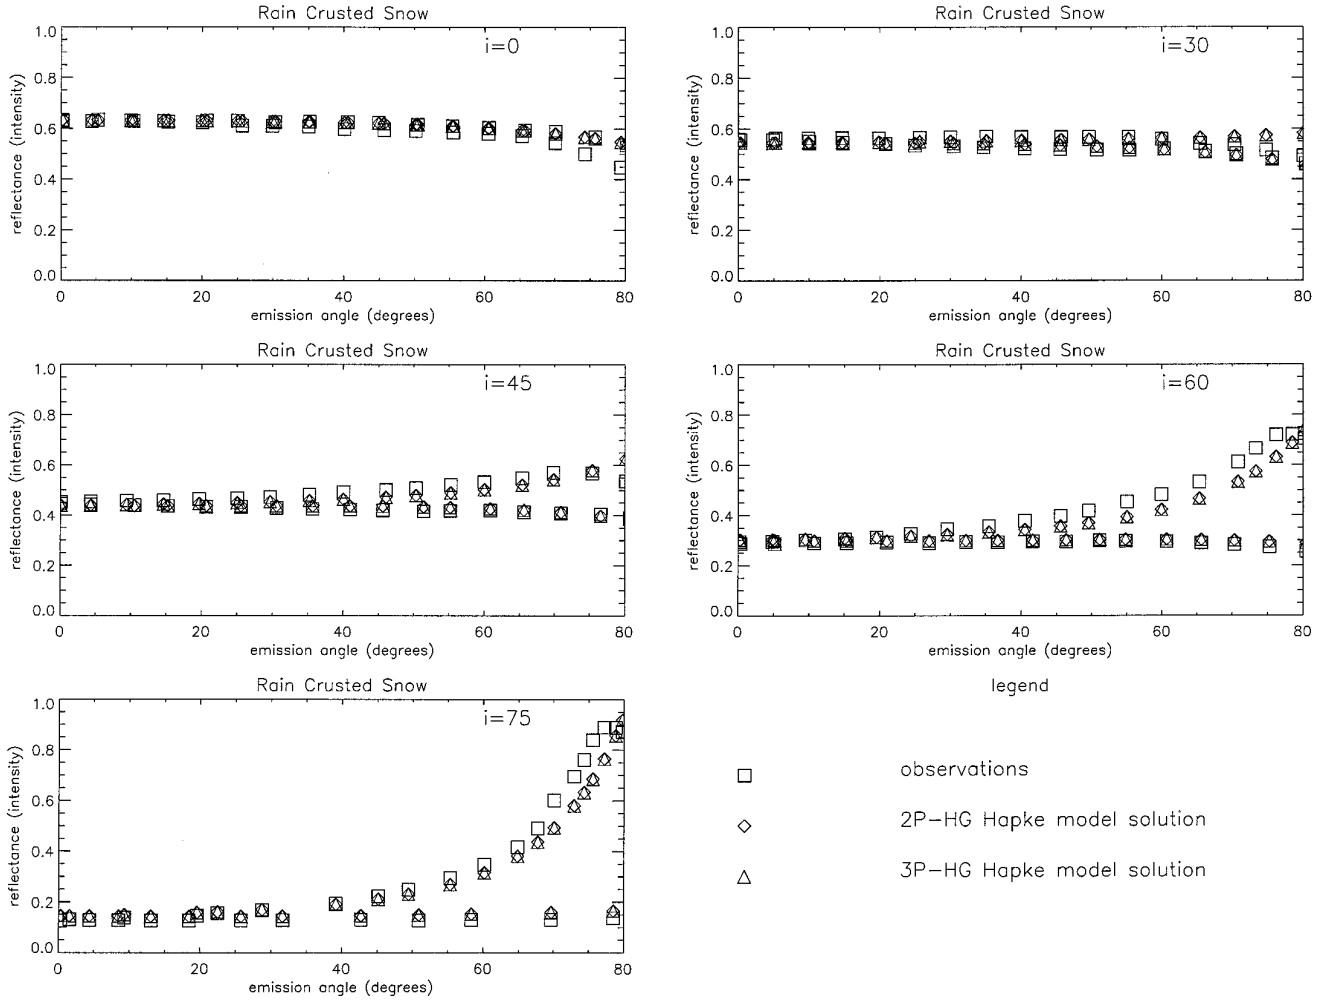 Rain Crusted Snow
i=0
1.0
0.8
0.6
0.4
0.2
0.0
reflectance (intensity)
0 20 40 60 80
emission angle (degrees)
Rain Crusted Snow
i=30
1.0
0.8
0.6
0.4
0.2
0.0
reflectance (intensity)
0 20 40 60 80
emission angle (degrees)
Rain Crusted Snow
i=45
1.0
0.8
0.6
0.4
0.2
0.0
reflectance (intensity)
0 20 40 60 80
emission angle (degrees)
Rain Crusted Snow
i=60
1.0
0.8
0.6
0.4
0.2
0.0
reflectance (intensity)
0 20 40 60 80
emission angle (degrees)
Rain Crusted Snow
i=75
1.0
0.8
0.6
0.4
0.2
0.0
reflectance (intensity)
0 20 40 60 80
emission angle (degrees)
legend
observations
2P-HG Hapke model solution
3P-HG Hapke model solution